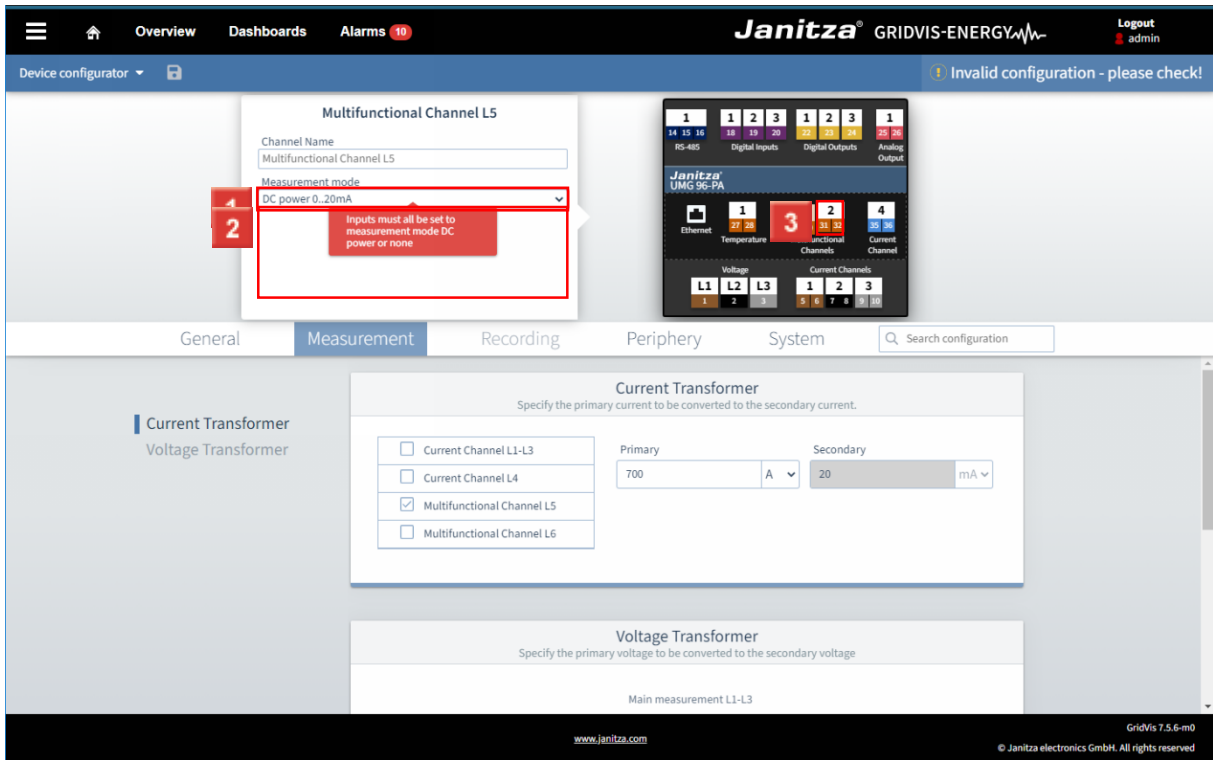 Overview Dashboards Alarms 10
Janitza® GRIDVIS-ENERGY
Logout
admin
Device configurator
Invalid configuration - please check!
Multifunctional Channel L5
Channel Name
Multifunctional Channel L5
Measurement mode
1
DC power 0..20mA
2
Inputs must all be set to
measurement mode DC
power or none
1 1 2 3 1 2 3 1
14 15 16 18 19 20 22 23 24 25 26
RS-485 Digital Inputs Digital Outputs Analog
Output
Janitza®
UMG 96-PA
1 3 2 4
27 28 31 32 35 36
Ethernet Temperature Current
Channels Channel
Voltage Current Channels
L1 L2 L3 1 2 3
1 2 3 5 6 7 8 9 10
General Measurement Recording Periphery System Search configuration
Current Transformer
Specify the primary current to be converted to the secondary current.
Current Transformer
Voltage Transformer
Current Channel L1-L3
Current Channel L4
Multifunctional Channel L5
Multifunctional Channel L6
Primary Secondary
700 A 20 mA
Voltage Transformer
Specify the primary voltage to be converted to the secondary voltage
Main measurement L1-L3
www.janitza.com
GridVis 7.5.6-m0
© Janitza electronics GmbH. All rights reserved